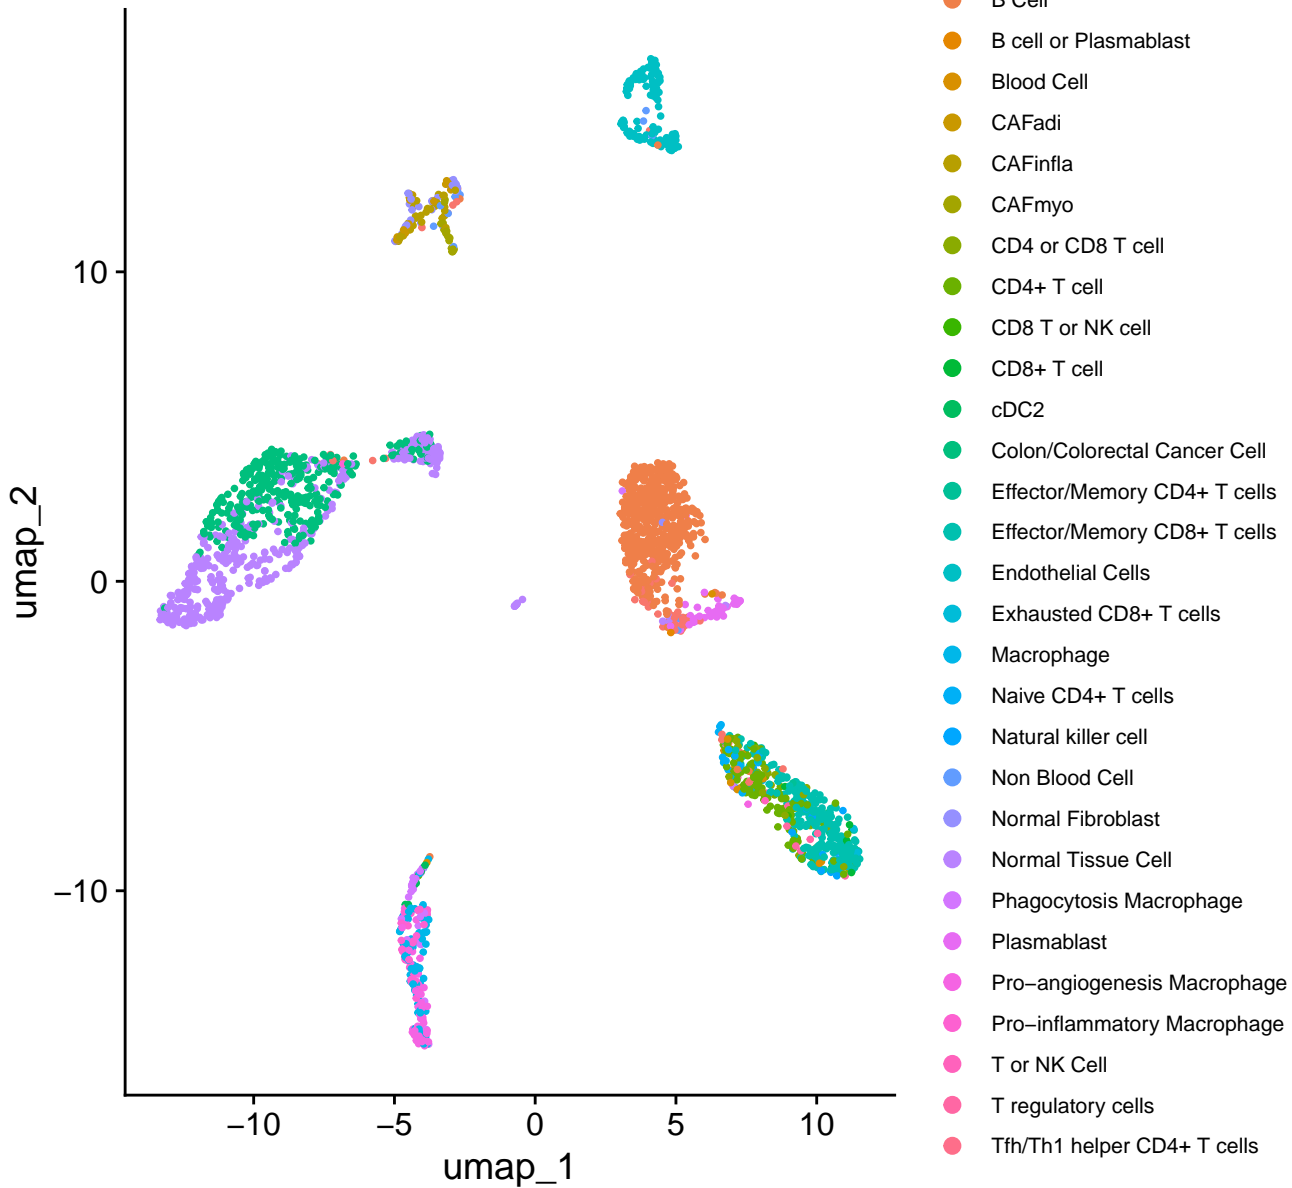 B Cell
B cell or Plasmablast
Blood Cell
CAFadi
CAFinfla
CAFmyo
CD4 or CD8 T cell
CD4+ T cell
CD8 T or NK cell
CD8+ T cell
cDC2
Colon/Colorectal Cancer Cell
Effector/Memory CD4+ T cells
Effector/Memory CD8+ T cells
Endothelial Cells
Exhausted CD8+ T cells
Macrophage
Naive CD4+ T cells
Natural killer cell
Non Blood Cell
Normal Fibroblast
Normal Tissue Cell
Phagocytosis Macrophage
Plasmablast
Pro−angiogenesis Macrophage
Pro−inflammatory Macrophage
T or NK Cell
T regulatory cells
Tfh/Th1 helper CD4+ T cells
10
0
−10
umap_2
−10 −5 0 5 10
umap_1